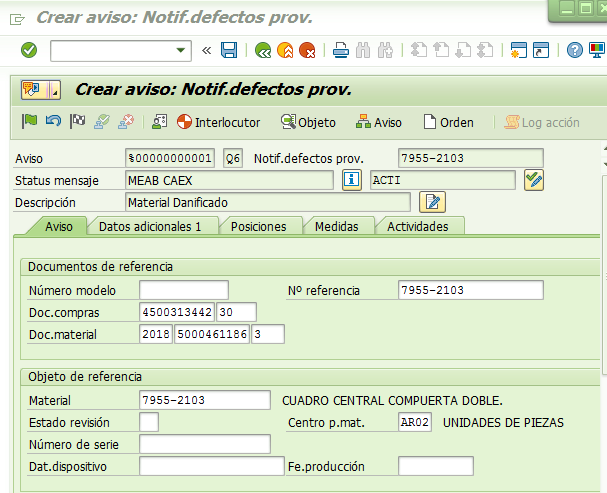 Crear aviso: Notif.defectos prov.
Crear aviso: Notif.defectos prov.
Interlocutor Objeto Aviso Orden Log acción
Aviso %00000000001 Q6 Notif.defectos prov. 7955-2103
Status mensaje MEAB CAEX ACTI
Descripción Material Danificado
Aviso Datos adicionales 1 Posiciones Medidas Actividades
Documentos de referencia
Número modelo Nº referencia 7955-2103
Doc.compras 4500313442 30
Doc.material 2018 5000461186 3
Objeto de referencia
Material 7955-2103 CUADRO CENTRAL COMPUERTA DOBLE.
Estado revisión Centro p.mat. AR02 UNIDADES DE PIEZAS
Número de serie
Dat.dispositivo Fe.producción